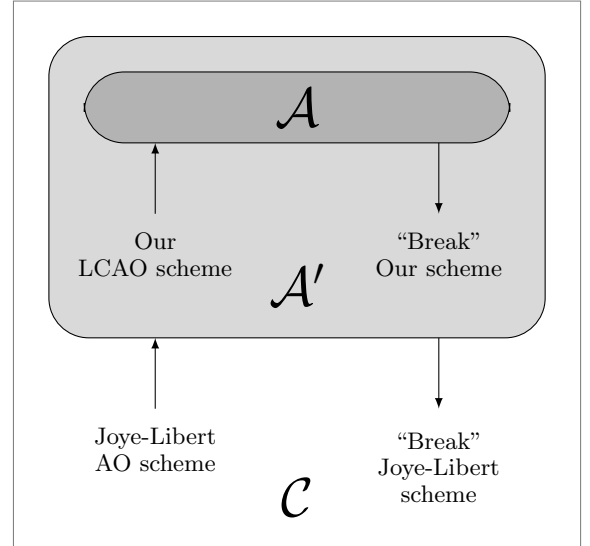 𝒜
Our
LCAO scheme
“Break”
Our scheme
𝒜′
Joye-Libert
AO scheme
“Break”
Joye-Libert
scheme
𝒞